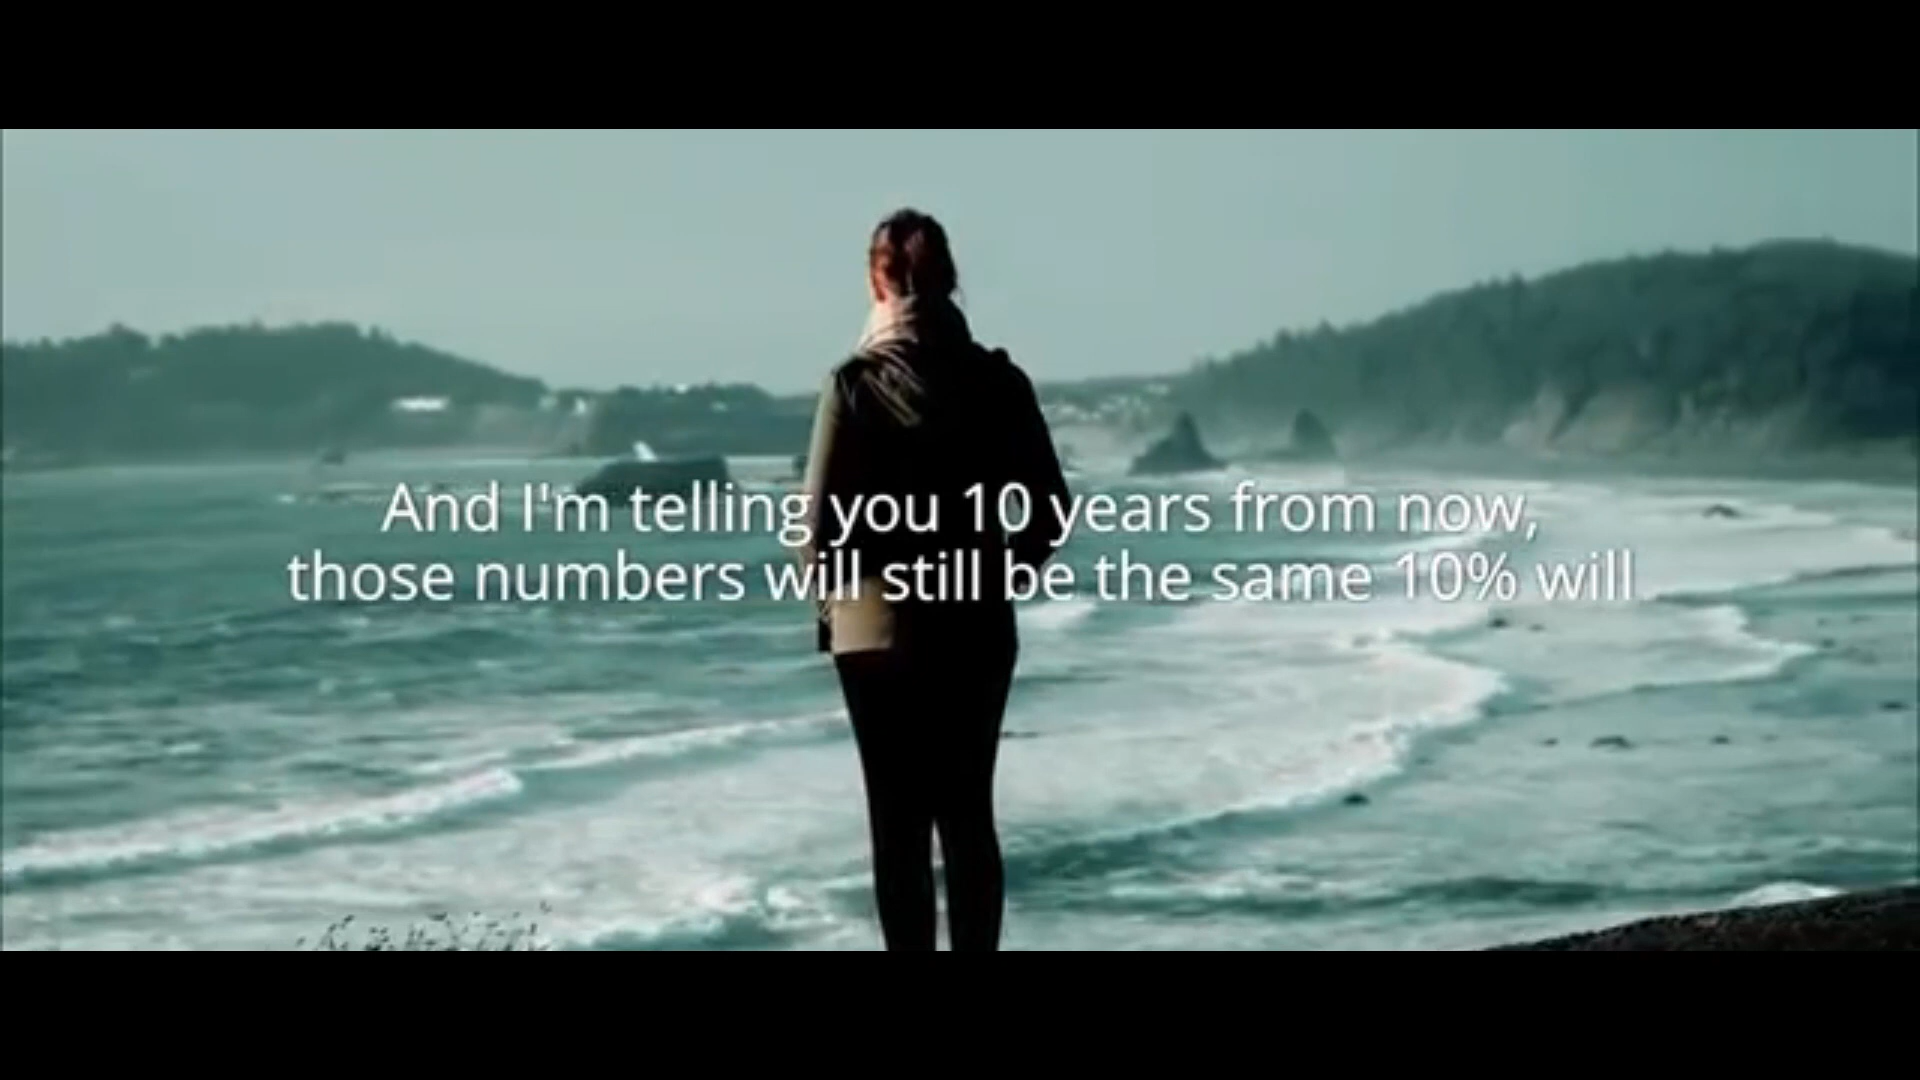 And I'm telling you 10 years from now,
those numbers will still be the same 10% will